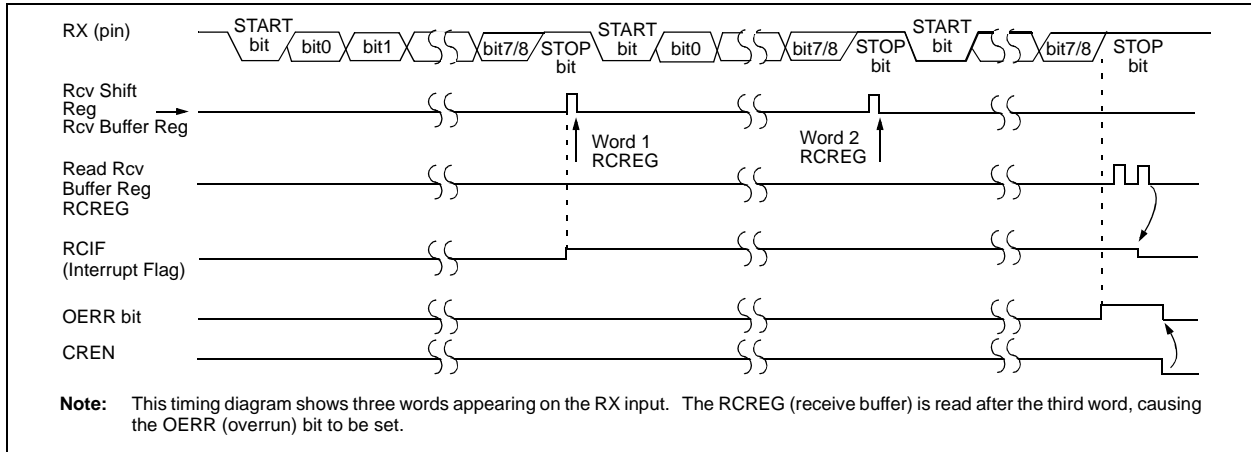 RX (pin)
START
bit
bit0
bit1
bit7/8
STOP
bit
START
bit
bit0
bit7/8
STOP
bit
START
bit
bit7/8
STOP
bit
Rcv Shift
Reg
Rcv Buffer Reg
Word 1
RCREG
Word 2
RCREG
Read Rcv
Buffer Reg
RCREG
RCIF
(Interrupt Flag)
OERR bit
CREN
Note: This timing diagram shows three words appearing on the RX input. The RCREG (receive buffer) is read after the third word, causing
the OERR (overrun) bit to be set.